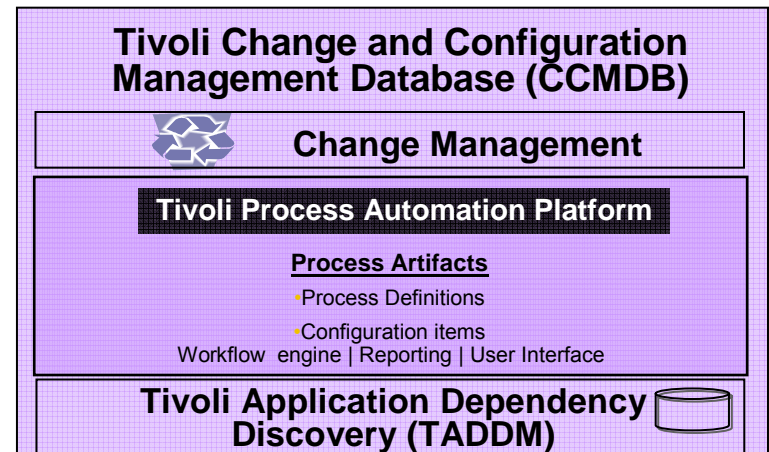 Tivoli Change and Configuration
Management Database (CCMDB)
Change Management
Tivoli Process Automation Platform
Process Artifacts
•Process Definitions
•Configuration items
Workflow engine | Reporting | User Interface
Tivoli Application Dependency
Discovery (TADDM)